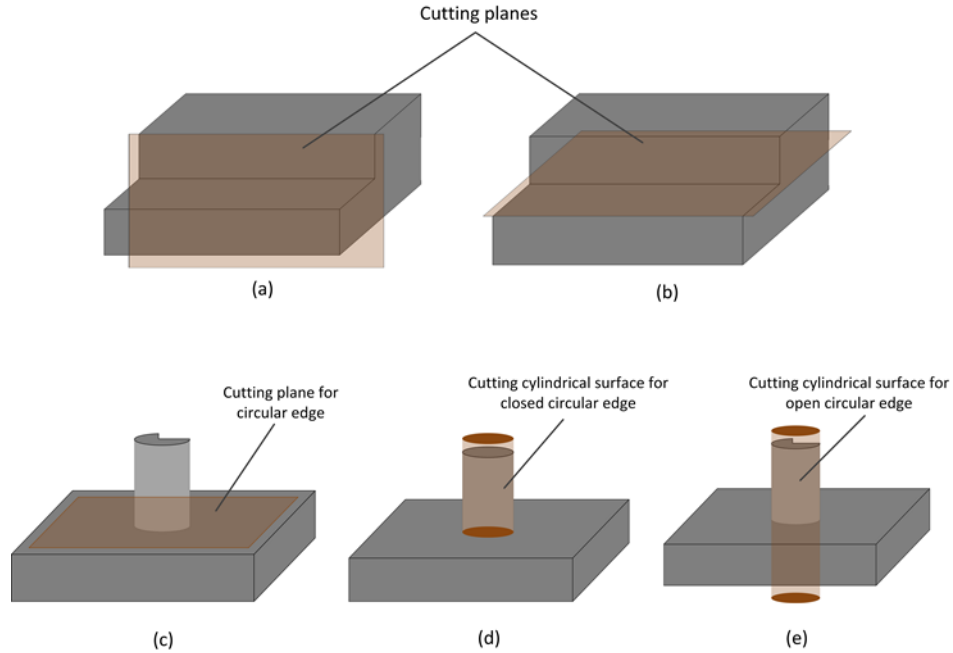 Cutting planes
(a)
(b)
Cutting plane for
circular edge
Cutting cylindrical surface for
closed circular edge
Cutting cylindrical surface for
open circular edge
(c)
(d)
(e)